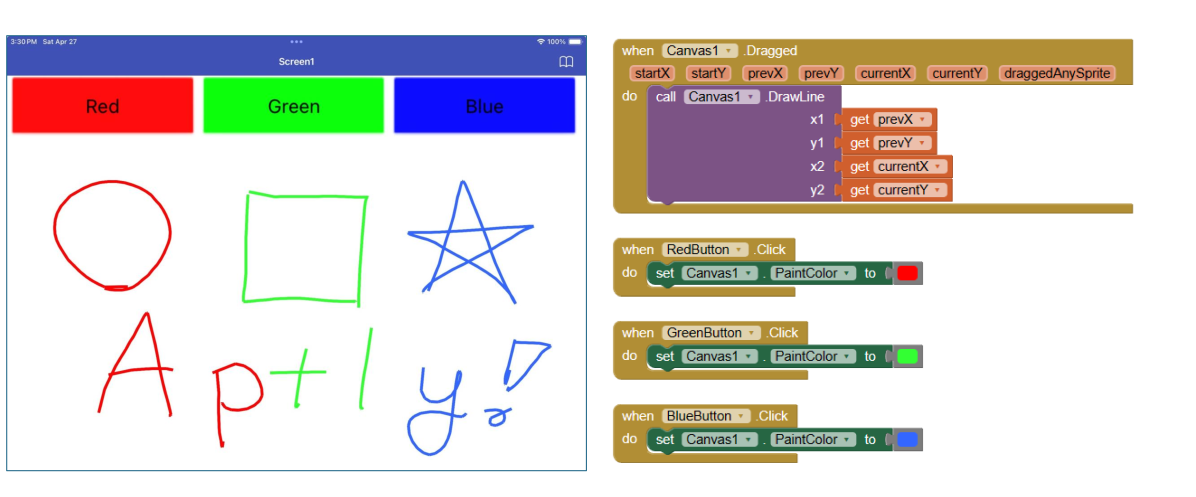 3:30 PM Sat Apr 27
100%
Screen1
Red Green Blue
A p + l y !
when Canvas1 .Dragged
startX startY prevX prevY currentX currentY draggedAnySprite
do call Canvas1 .DrawLine
x1 get prevX
y1 get prevY
x2 get currentX
y2 get currentY
when RedButton .Click
do set Canvas1 . PaintColor to
when GreenButton .Click
do set Canvas1 . PaintColor to
when BlueButton .Click
do set Canvas1 . PaintColor to